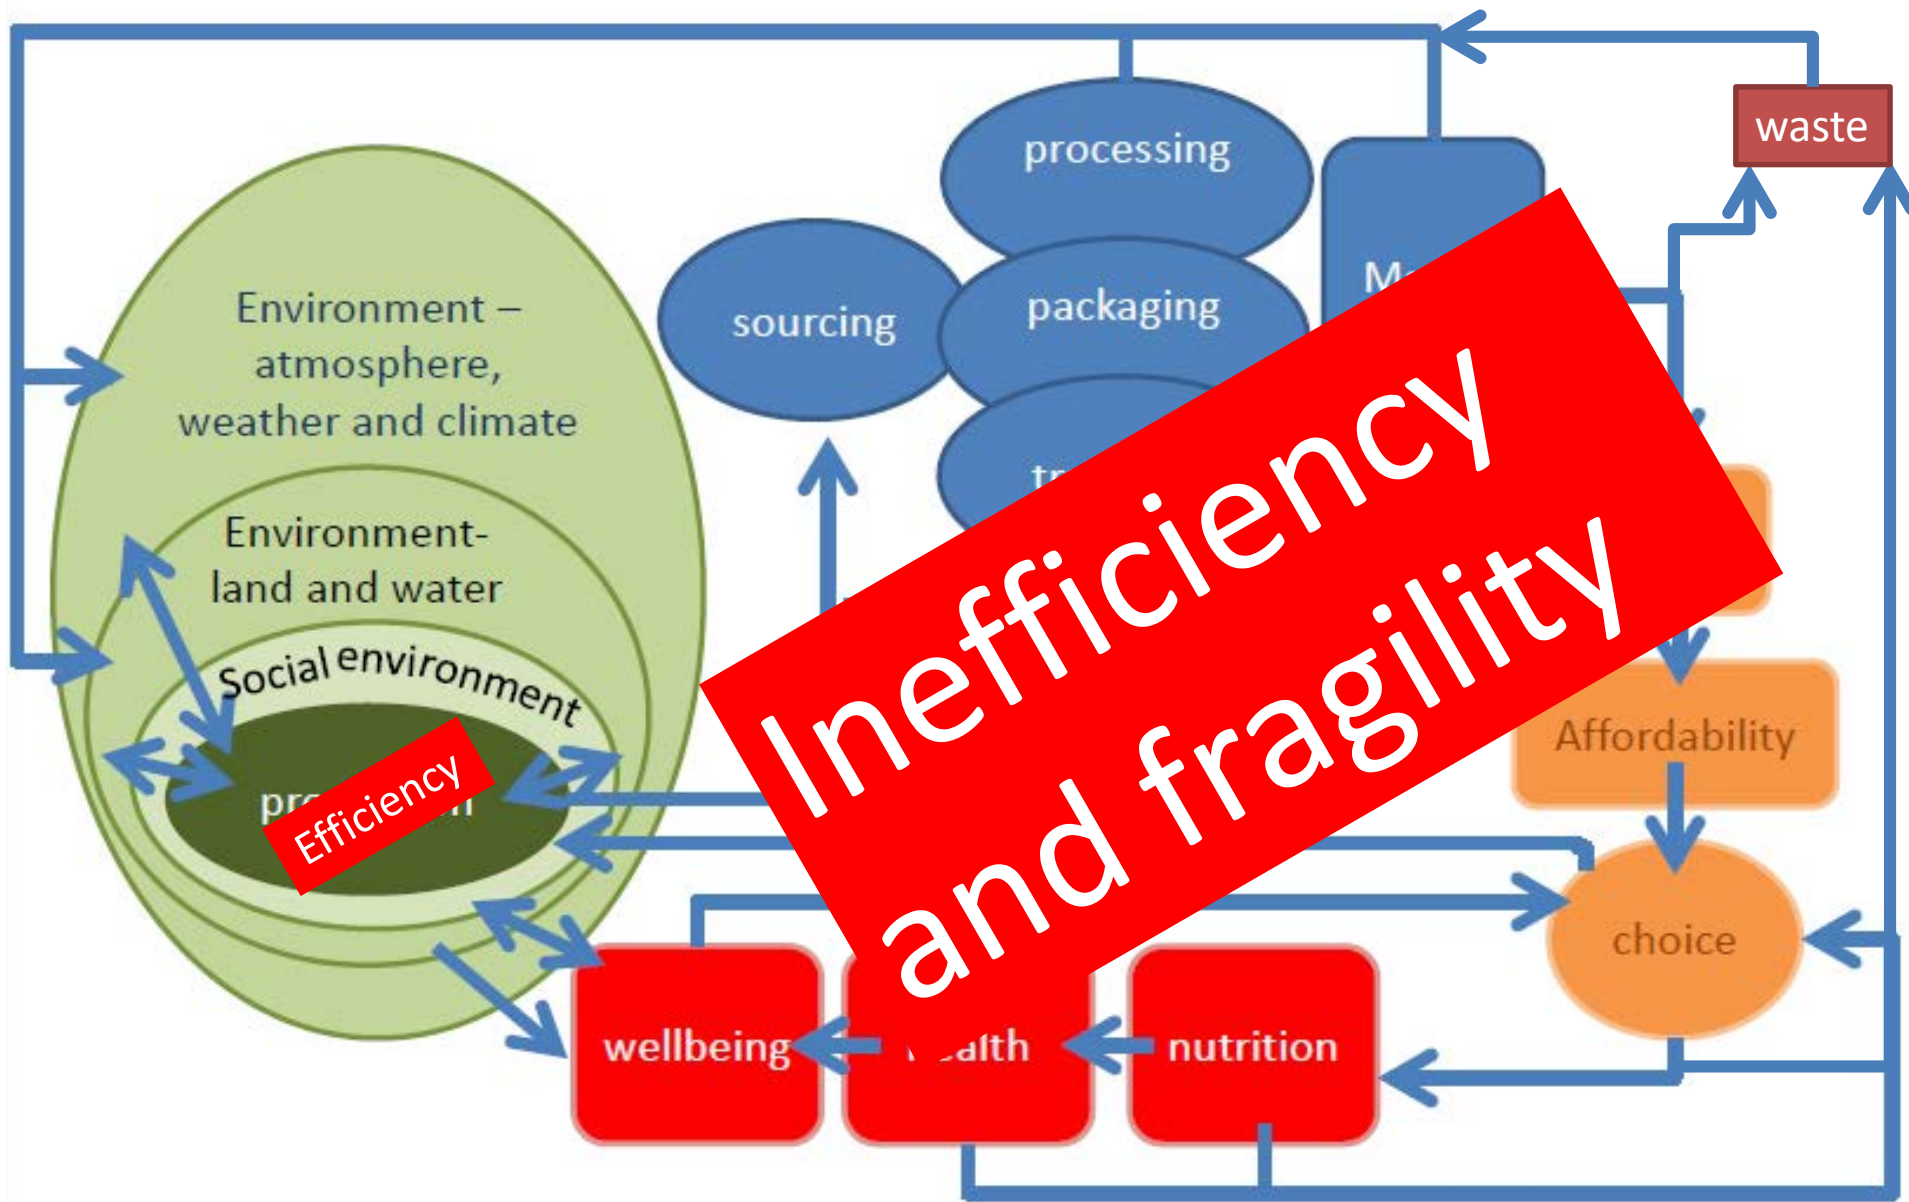 waste
processing
Environment –
atmosphere,
weather and climate
sourcing
packaging
Inefficiency
and fragility
Environment-
land and water
Social environment
Efficiency
Affordability
choice
wellbeing
nutrition